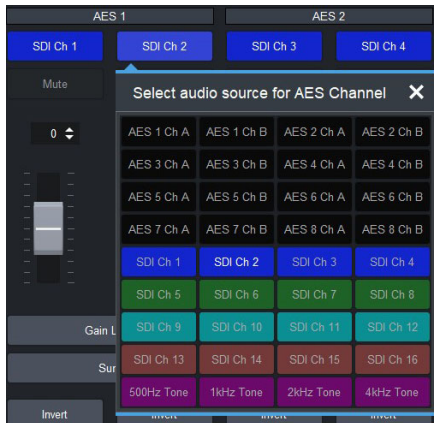 AES 1 AES 2
SDI Ch 1 SDI Ch 2 SDI Ch 3 SDI Ch 4
Mute
Select audio source for AES Channel
0
AES 1 Ch A AES 1 Ch B AES 2 Ch A AES 2 Ch B
AES 3 Ch A AES 3 Ch B AES 4 Ch A AES 4 Ch B
AES 5 Ch A AES 5 Ch B AES 6 Ch A AES 6 Ch B
AES 7 Ch A AES 7 Ch B AES 8 Ch A AES 8 Ch B
SDI Ch 1 SDI Ch 2 SDI Ch 3 SDI Ch 4
SDI Ch 5 SDI Ch 6 SDI Ch 7 SDI Ch 8
Gain L SDI Ch 9 SDI Ch 10 SDI Ch 11 SDI Ch 12
Sur SDI Ch 13 SDI Ch 14 SDI Ch 15 SDI Ch 16
500Hz Tone 1kHz Tone 2kHz Tone 4kHz Tone
Invert